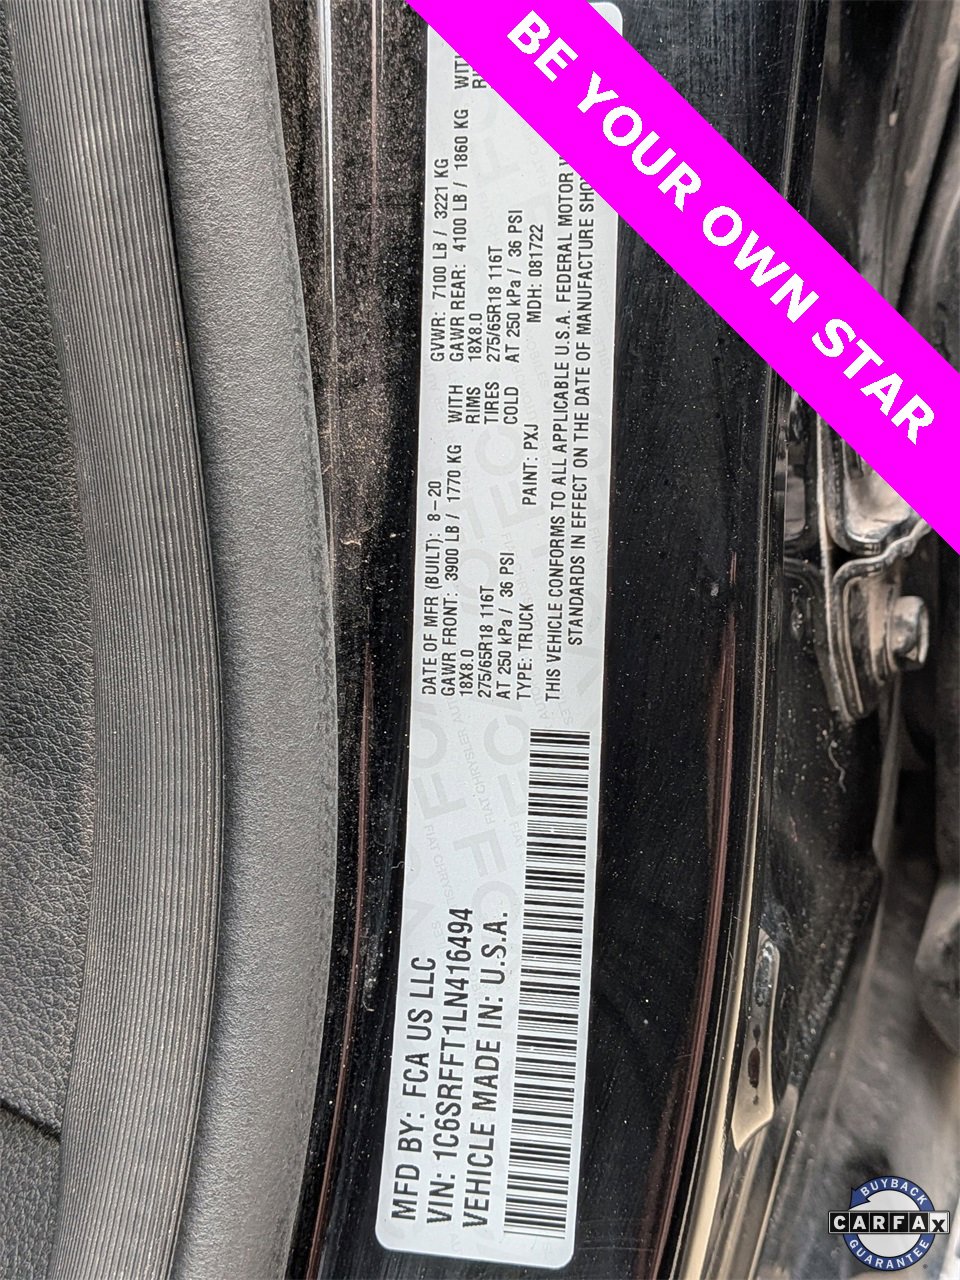 BE YOUR OWN STAR
MFD BY: FCA US LLC
DATE OF MFR (BUILT): 8-20
GVWR: 7100 LB / 3221 KG
GAWR FRONT: 3900 LB / 1770 KG
WITH
GAWR REAR: 4100 LB / 1860 KG
WITH
18X8.0
RIMS
18X8.0
275/65R18 116T
TIRES
275/65R18 116T
AT 250 kPa / 36 PSI
COLD
AT 250 kPa / 36 PSI
VIN: 1C6SRFFT1LN416494
TYPE: TRUCK
PAINT: PXJ
MDH: 081722
VEHICLE MADE IN: U.S.A.
THIS VEHICLE CONFORMS TO ALL APPLICABLE U.S.A. FEDERAL MOTOR
STANDARDS IN EFFECT ON THE DATE OF MANUFACTURE
BUYBACK
CARFAX
GUARANTEE